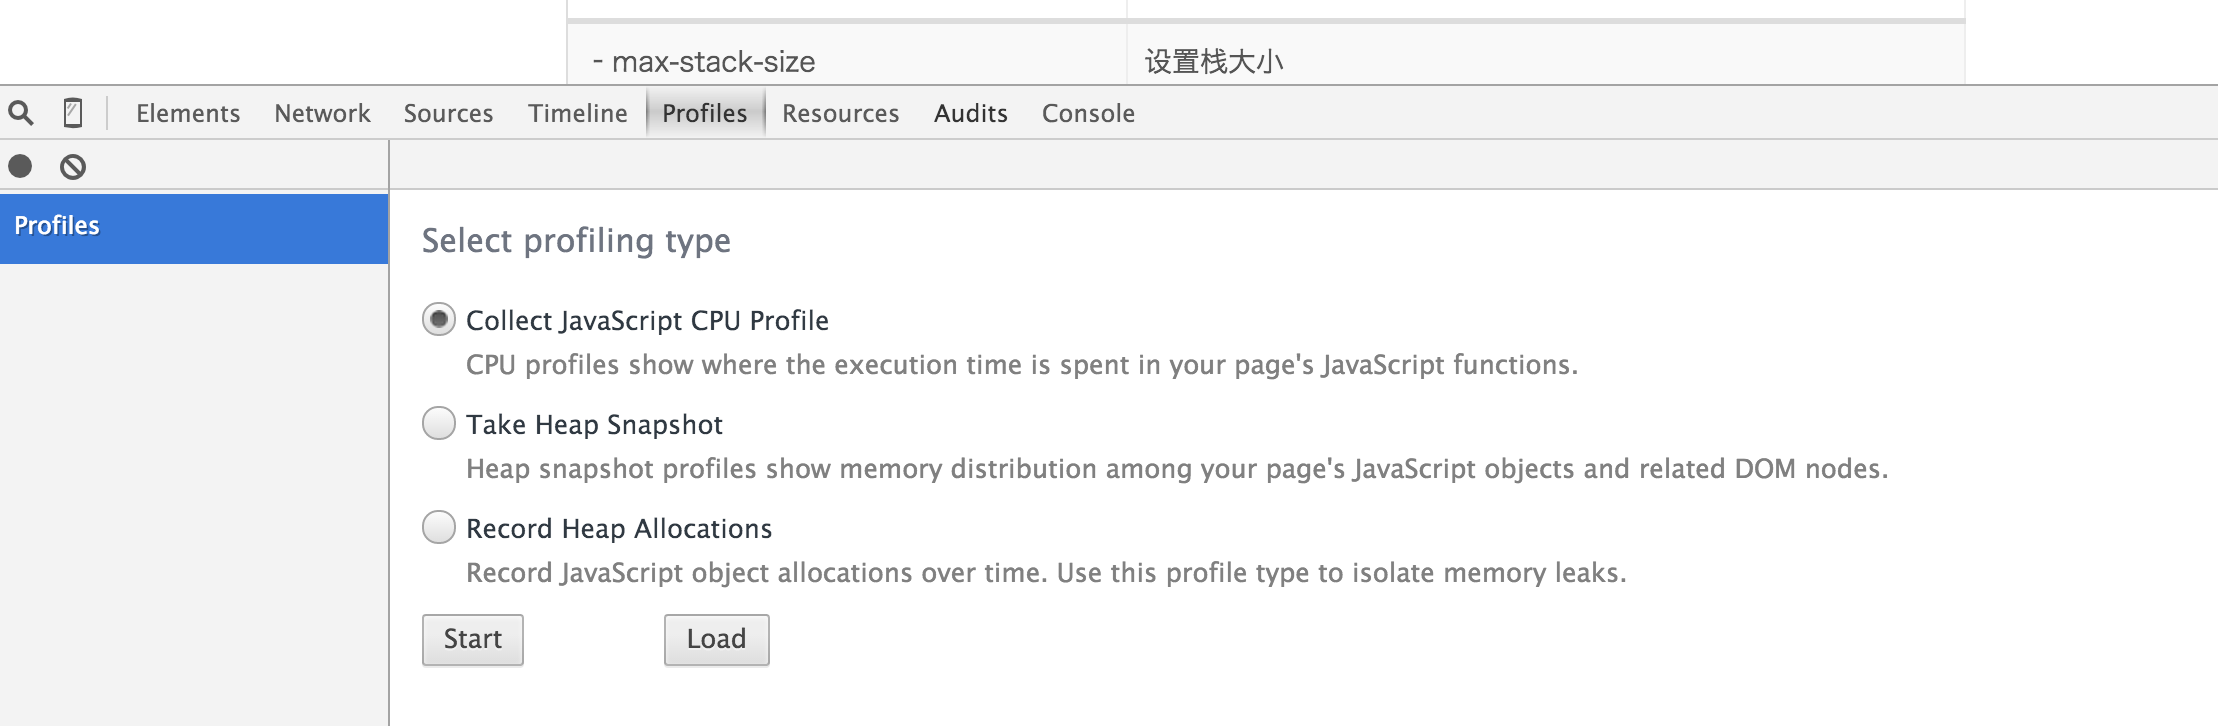 - max-stack-size 设置栈大小
Elements Network Sources Timeline Profiles Resources Audits Console
Profiles
Select profiling type
Collect JavaScript CPU Profile
CPU profiles show where the execution time is spent in your page's JavaScript functions.
Take Heap Snapshot
Heap snapshot profiles show memory distribution among your page's JavaScript objects and related DOM nodes.
Record Heap Allocations
Record JavaScript object allocations over time. Use this profile type to isolate memory leaks.
Start Load